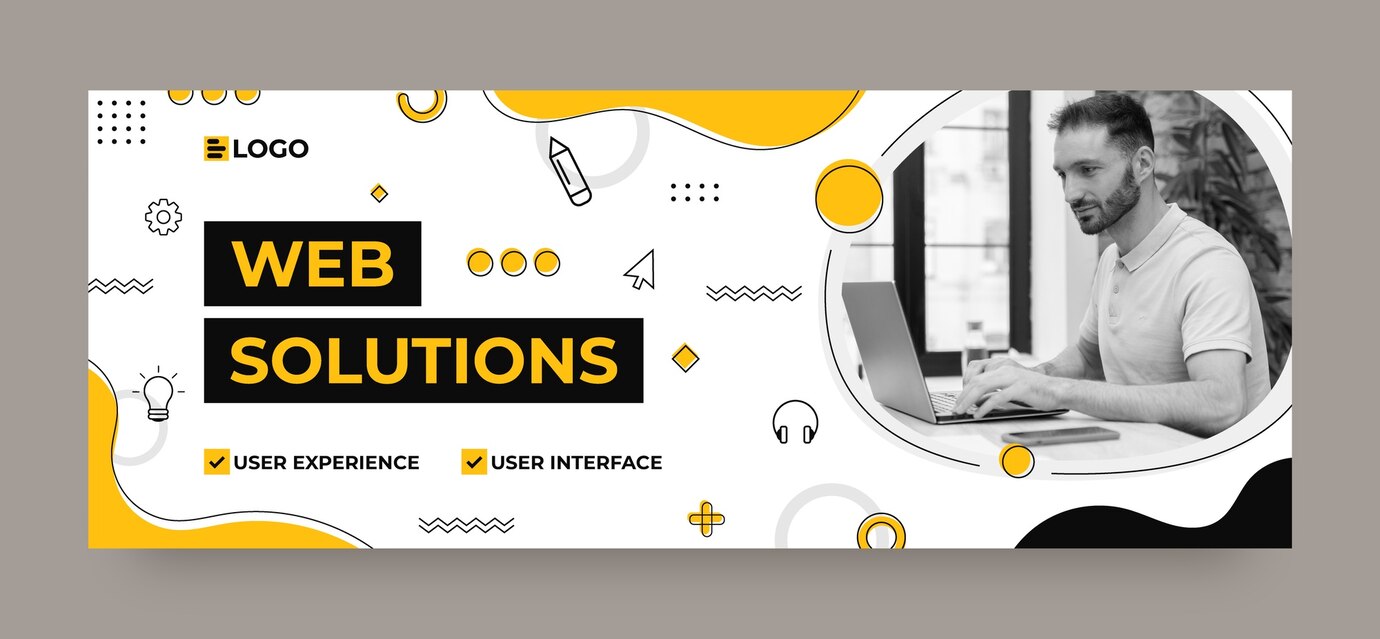 LOGO
WEB
SOLUTIONS
USER EXPERIENCE
USER INTERFACE